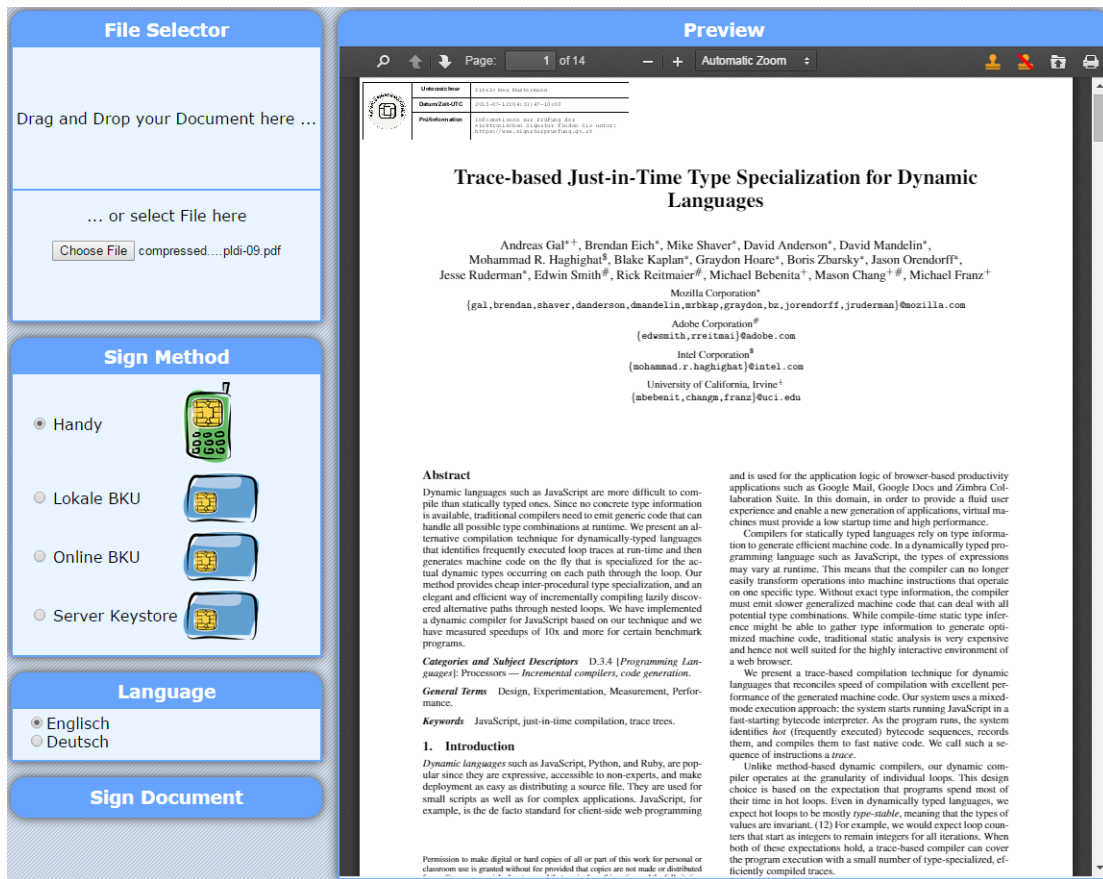 File Selector
Drag and Drop your Document here ...
... or select File here
Choose File compressed....pldi-09.pdf
Sign Method
Handy
Lokale BKU
Online BKU
Server Keystore
Language
Englisch
Deutsch
Sign Document
Preview
Page: 1 of 14
Automatic Zoom
Unterzeichner
Max Mustermann
Datum/Zeit-UTC
Prüfinformation
Informationen zur Prüfung der
elektronischen Signatur finden Sie unter:
https://www.signaturpruefung.gv.at
Trace-based Just-in-Time Type Specialization for Dynamic
Languages
Andreas Gal*+, Brendan Eich*, Mike Shaver*, David Anderson*, David Mandelin*,
Mohammad R. Haghighat$, Blake Kaplan*, Graydon Hoare*, Boris Zbarsky*, Jason Orendorff*,
Jesse Ruderman*, Edwin Smith#, Rick Reitmaier#, Michael Bebenita+, Mason Chang+#, Michael Franz+
Mozilla Corporation*
{gal,brendan,shaver,danderson,dmandelin,mrbkap,graydon,bz,jorendorff,jruderman}@mozilla.com
Adobe Corporation#
{edwsmith,rreitmai}@adobe.com
Intel Corporation$
{mohammad.r.haghighat}@intel.com
University of California, Irvine+
{mbebenit,changm,franz}@uci.edu
Abstract
Dynamic languages such as JavaScript are more difficult to com-
pile than statically typed ones. Since no concrete type information
is available, traditional compilers need to emit generic code that can
handle all possible type combinations at runtime. We present an al-
ternative compilation technique for dynamically-typed languages
that identifies frequently executed loop traces at run-time and then
generates machine code on the fly that is specialized for the ac-
tual dynamic types occurring on each path through the loop. Our
method provides cheap inter-procedural type specialization, and an
elegant and efficient way of incrementally compiling lazily discov-
ered alternative paths through nested loops. We have implemented
a dynamic compiler for JavaScript based on our technique and we
have measured speedups of 10x and more for certain benchmark
programs.
Categories and Subject Descriptors D.3.4 [Programming Lan-
guages]: Processors — Incremental compilers, code generation.
General Terms Design, Experimentation, Measurement, Perfor-
mance.
Keywords JavaScript, just-in-time compilation, trace trees.
1. Introduction
Dynamic languages such as JavaScript, Python, and Ruby, are pop-
ular since they are expressive, accessible to non-experts, and make
deployment as easy as distributing a source file. They are used for
small scripts as well as for complex applications. JavaScript, for
example, is the de facto standard for client-side web programming
Permission to make digital or hard copies of all or part of this work for personal or
classroom use is granted without fee provided that copies are not made or distributed
and is used for the application logic of browser-based productivity
applications such as Google Mail, Google Docs and Zimbra Col-
laboration Suite. In this domain, in order to provide a fluid user
experience and enable a new generation of applications, virtual ma-
chines must provide a low startup time and high performance.
Compilers for statically typed languages rely on type informa-
tion to generate efficient machine code. In a dynamically typed pro-
gramming language such as JavaScript, the types of expressions
may vary at runtime. This means that the compiler can no longer
easily transform operations into machine instructions that operate
on one specific type. Without exact type information, the compiler
must emit slower generalized machine code that can deal with all
potential type combinations. While compile-time static type infer-
ence might be able to gather type information to generate opti-
mized machine code, traditional static analysis is very expensive
and hence not well suited for the highly interactive environment of
a web browser.
We present a trace-based compilation technique for dynamic
languages that reconciles speed of compilation with excellent per-
formance of the generated machine code. Our system uses a mixed-
mode execution approach: the system starts running JavaScript in a
fast-starting bytecode interpreter. As the program runs, the system
identifies hot (frequently executed) bytecode sequences, records
them, and compiles them to fast native code. We call such a se-
quence of instructions a trace.
Unlike method-based dynamic compilers, our dynamic com-
piler operates at the granularity of individual loops. This design
choice is based on the expectation that programs spend most of
their time in hot loops. Even in dynamically typed languages, we
expect hot loops to be mostly type-stable, meaning that the types of
values are invariant. (12) For example, we would expect loop coun-
ters that start as integers to remain integers for all iterations. When
both of these expectations hold, a trace-based compiler can cover
the program execution with a small number of type-specialized, ef-
ficiently compiled traces.